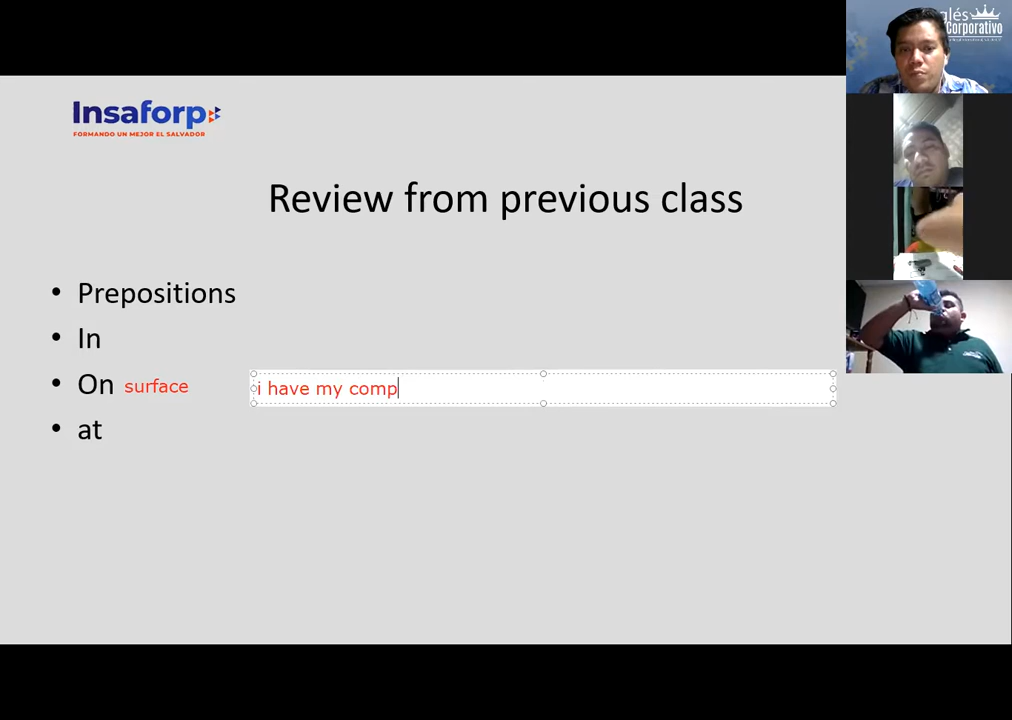 Insaforp
FORMANDO UN MEJOR EL SALVADOR
Review from previous class
• Prepositions
• In
• On surface i have my comp
• at
glés
Corporativo